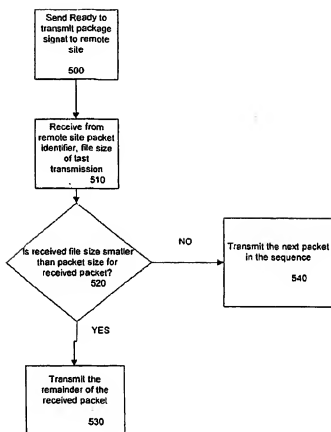 Send Ready to
transmit package
signal to remote
site
500
Receive from
remote site packet
identifier, file size
of last
transmission
510
Is received file size smaller
than packet size for
received packet?
520
NO
Transmit the next packet
in the sequence
540
YES
Transmit the
remainder of the
received packet
530